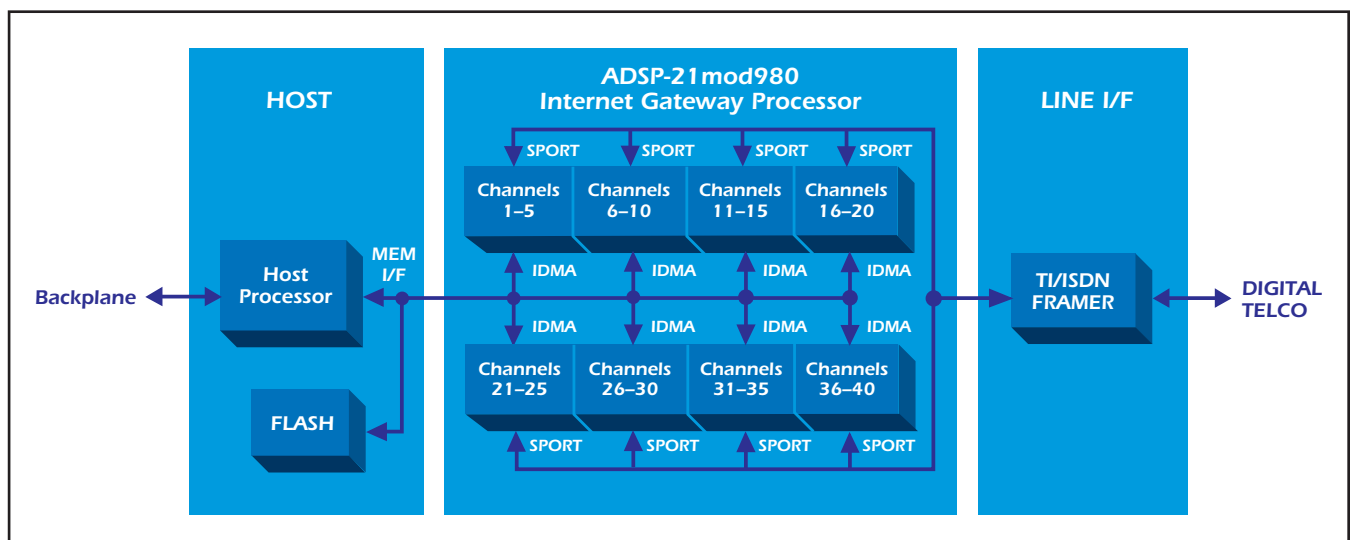 HOST
ADSP-21mod980
Internet Gateway Processor
LINE I/F
SPORT
SPORT
SPORT
SPORT
Channels
1–5
Channels
6–10
Channels
11–15
Channels
16–20
Backplane
Host
Processor
MEM
I/F
IDMA
IDMA
IDMA
IDMA
TI/ISDN
FRAMER
DIGITAL
TELCO
IDMA
IDMA
IDMA
IDMA
FLASH
Channels
21–25
Channels
26–30
Channels
31–35
Channels
36–40
SPORT
SPORT
SPORT
SPORT